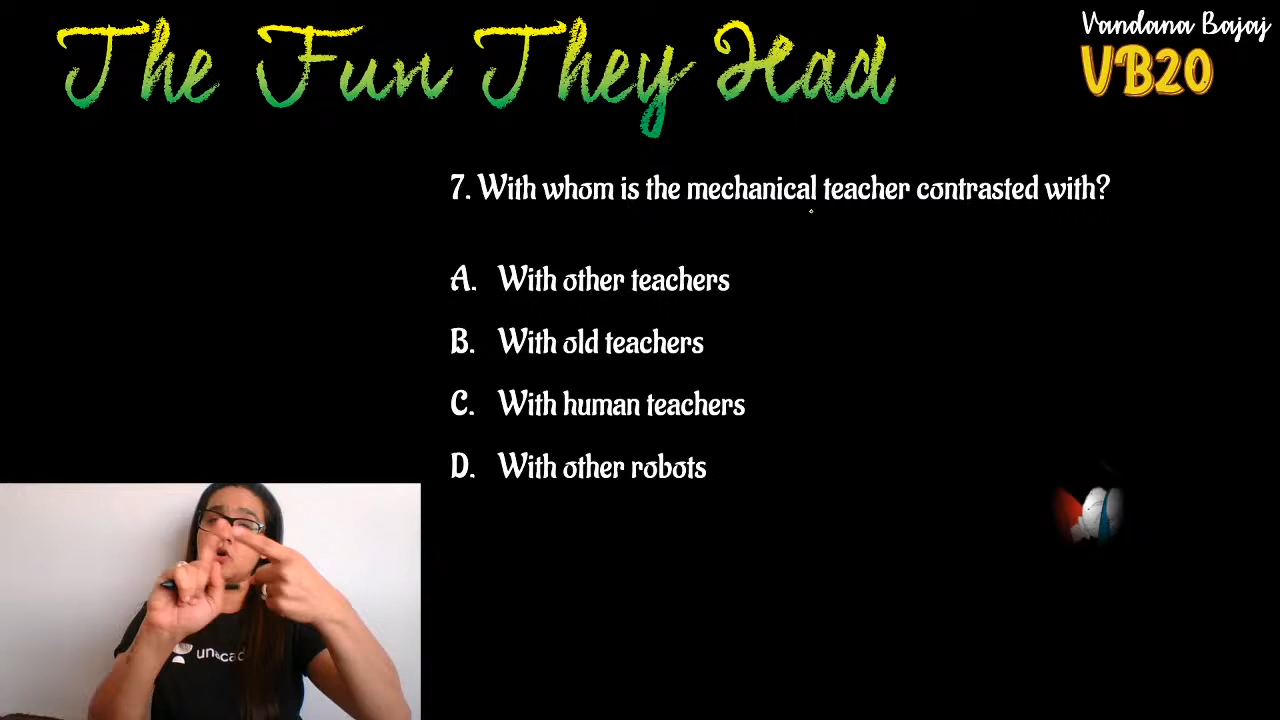 The Fun They Had
Vandana Bajaj
VB20
7. With whom is the mechanical teacher contrasted with?
A. With other teachers
B. With old teachers
C. With human teachers
D. With other robots